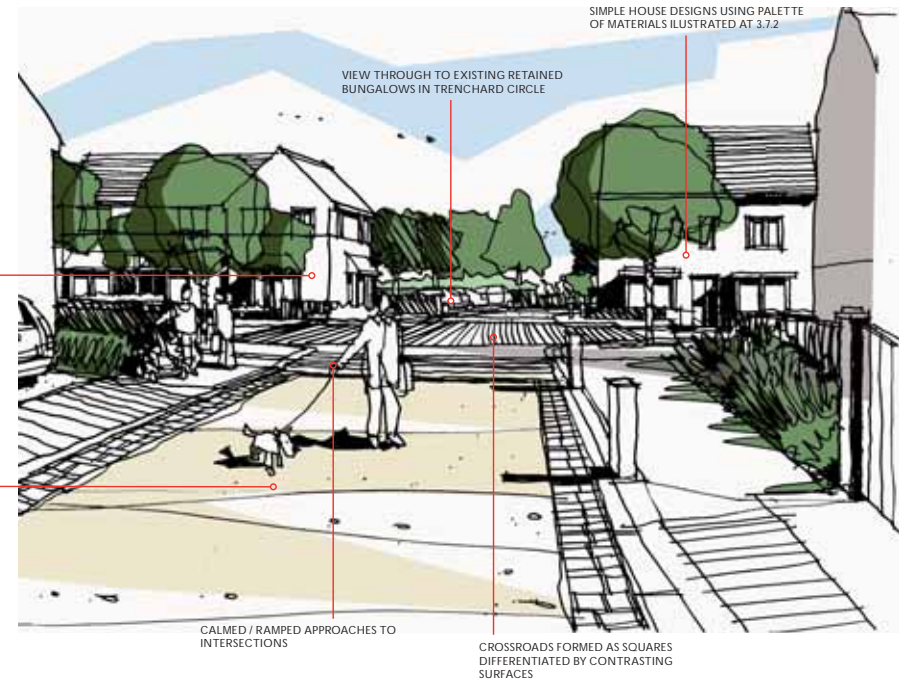 SIMPLE HOUSE DESIGNS USING PALETTE
OF MATERIALS ILUSTRATED AT 3.7.2
VIEW THROUGH TO EXISTING RETAINED
BUNGALOWS IN TRENCHARD CIRCLE
CALMED / RAMPED APPROACHES TO
INTERSECTIONS
CROSSROADS FORMED AS SQUARES
DIFFERENTIATED BY CONTRASTING
SURFACES